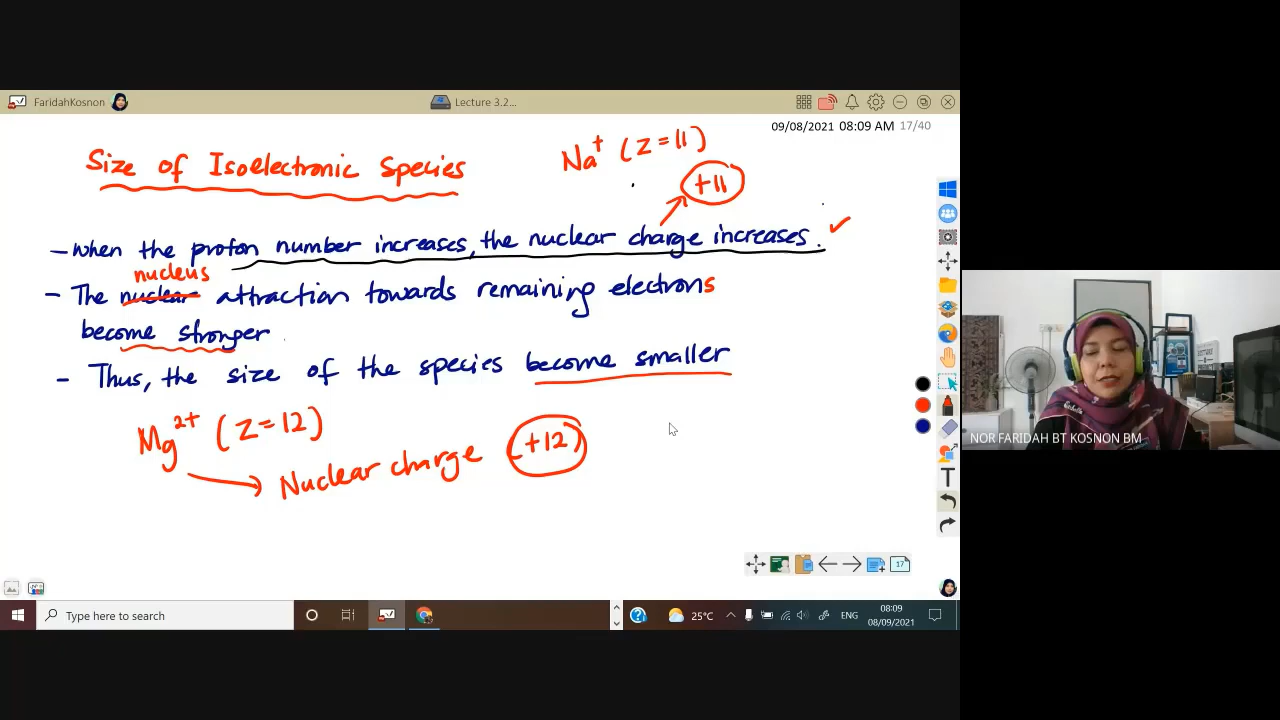 FaridahKosnon
Lecture 3.2...
09/08/2021 08:09 AM 17/40
Size of Isoelectronic Species
Na+ (Z=11)
+11
- When the proton number increases, the nuclear charge increases.
nucleus
- The nuclear attraction towards remaining electrons
become stronger
- Thus, the size of the species become smaller
Mg2+ (Z=12)
Nuclear charge (+12)
NOR FARIDAH BT KOSNON BM
T
17
Type here to search
25°C
ENG
08:09
08/09/2021